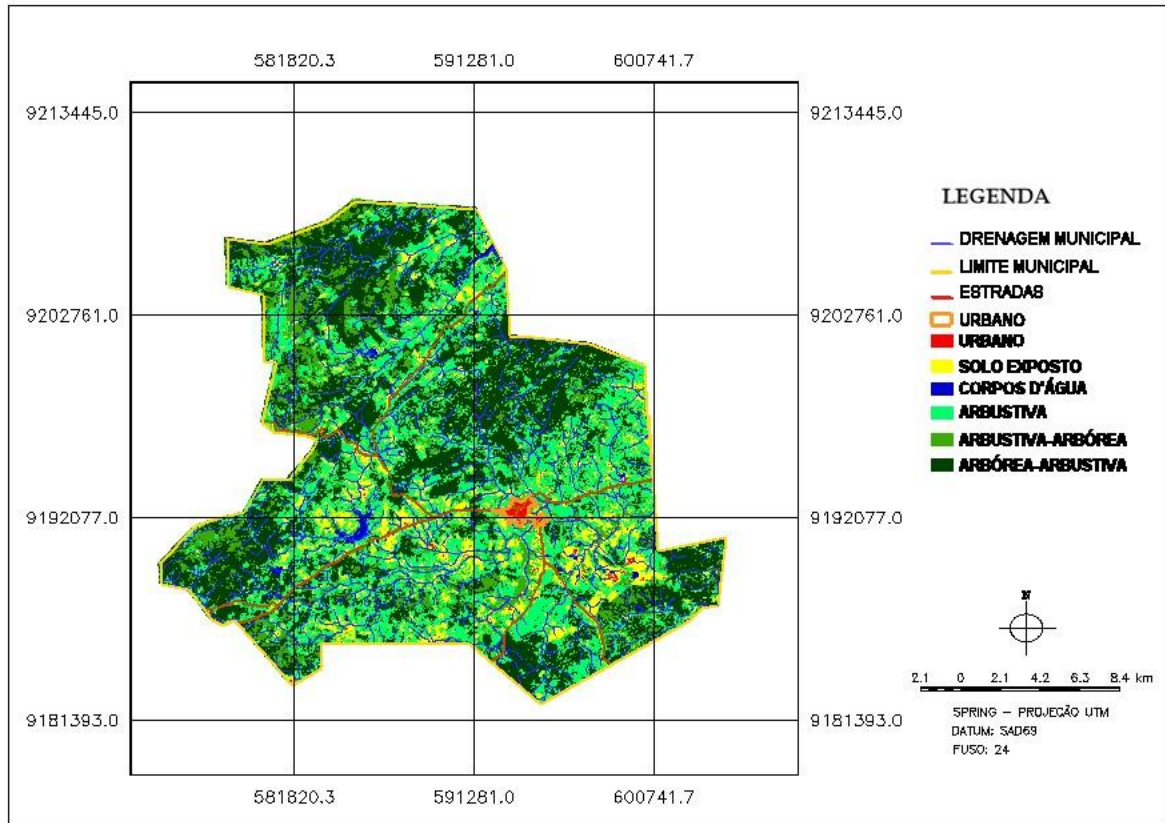 581820.3 591281.0 600741.7
9213445.0 9213445.0
9202761.0 9202761.0
9192077.0 9192077.0
9181393.0 9181393.0
581820.3 591281.0 600741.7
LEGENDA
DRENAGEM MUNICIPAL
LIMITE MUNICIPAL
ESTRADAS
URBANO
URBANO
SOLO EXPOSTO
CORPOS D'ÁGUA
ARBUSTIVA
ARBUSTIVA-ARBÓREA
ARBÓREA-ARBUSTIVA
N
2.1 0 2.1 4.2 6.3 8.4 km
SPRING - PROJEÇÃO UTM
DATUM: SAD69
FUSO: 24